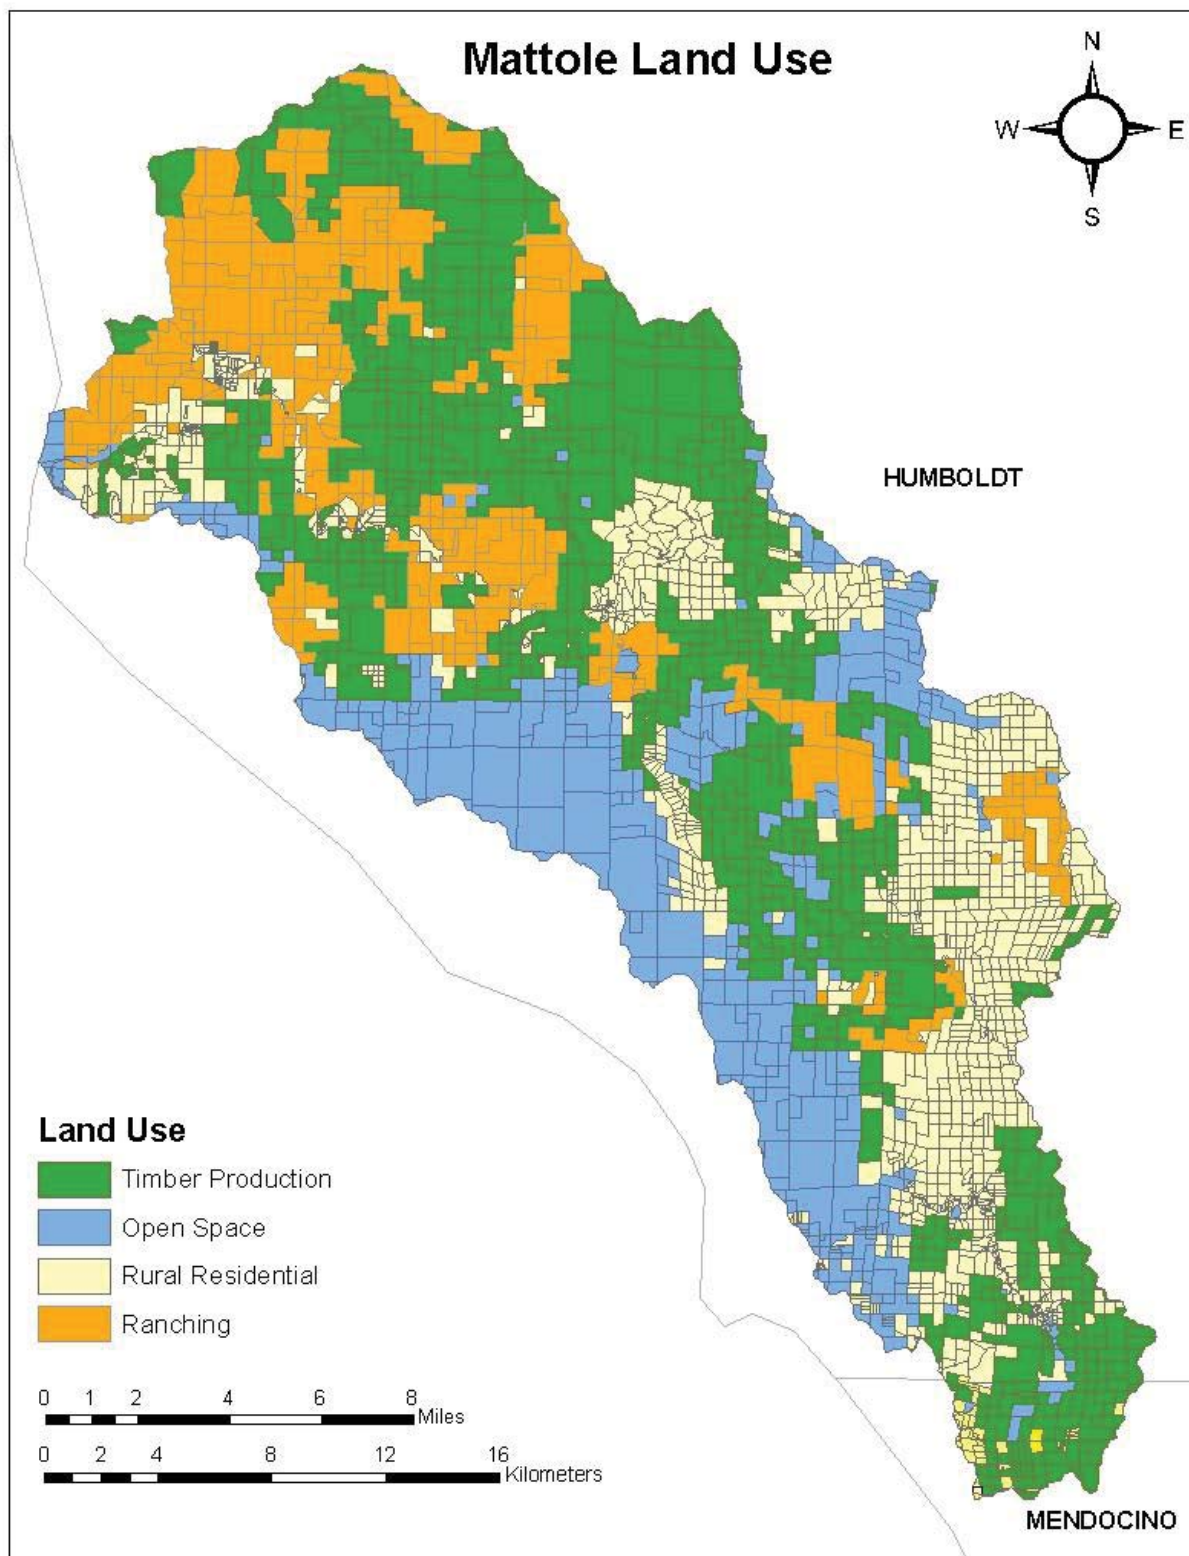 Mattole Land Use
N
W E
S
HUMBOLDT
Land Use
Timber Production
Open Space
Rural Residential
Ranching
0 1 2 4 6 8
Miles
0 2 4 8 12 16
Kilometers
MENDOCINO